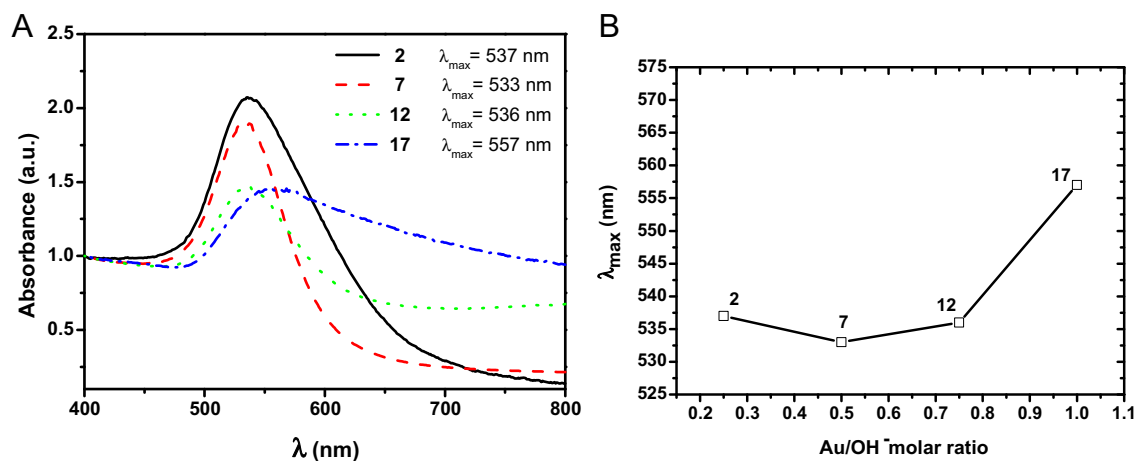 A
2 λmax= 537 nm
7 λmax= 533 nm
12 λmax= 536 nm
17 λmax= 557 nm
2.5
2.0
1.5
1.0
0.5
Absorbance (a.u.)
400 500 600 700 800
λ (nm)
B
575
570
565
560
555
550
545
540
535
530
525
λmax (nm)
2
7
12
17
0.2 0.3 0.4 0.5 0.6 0.7 0.8 0.9 1.0 1.1
Au/OH⁻molar ratio